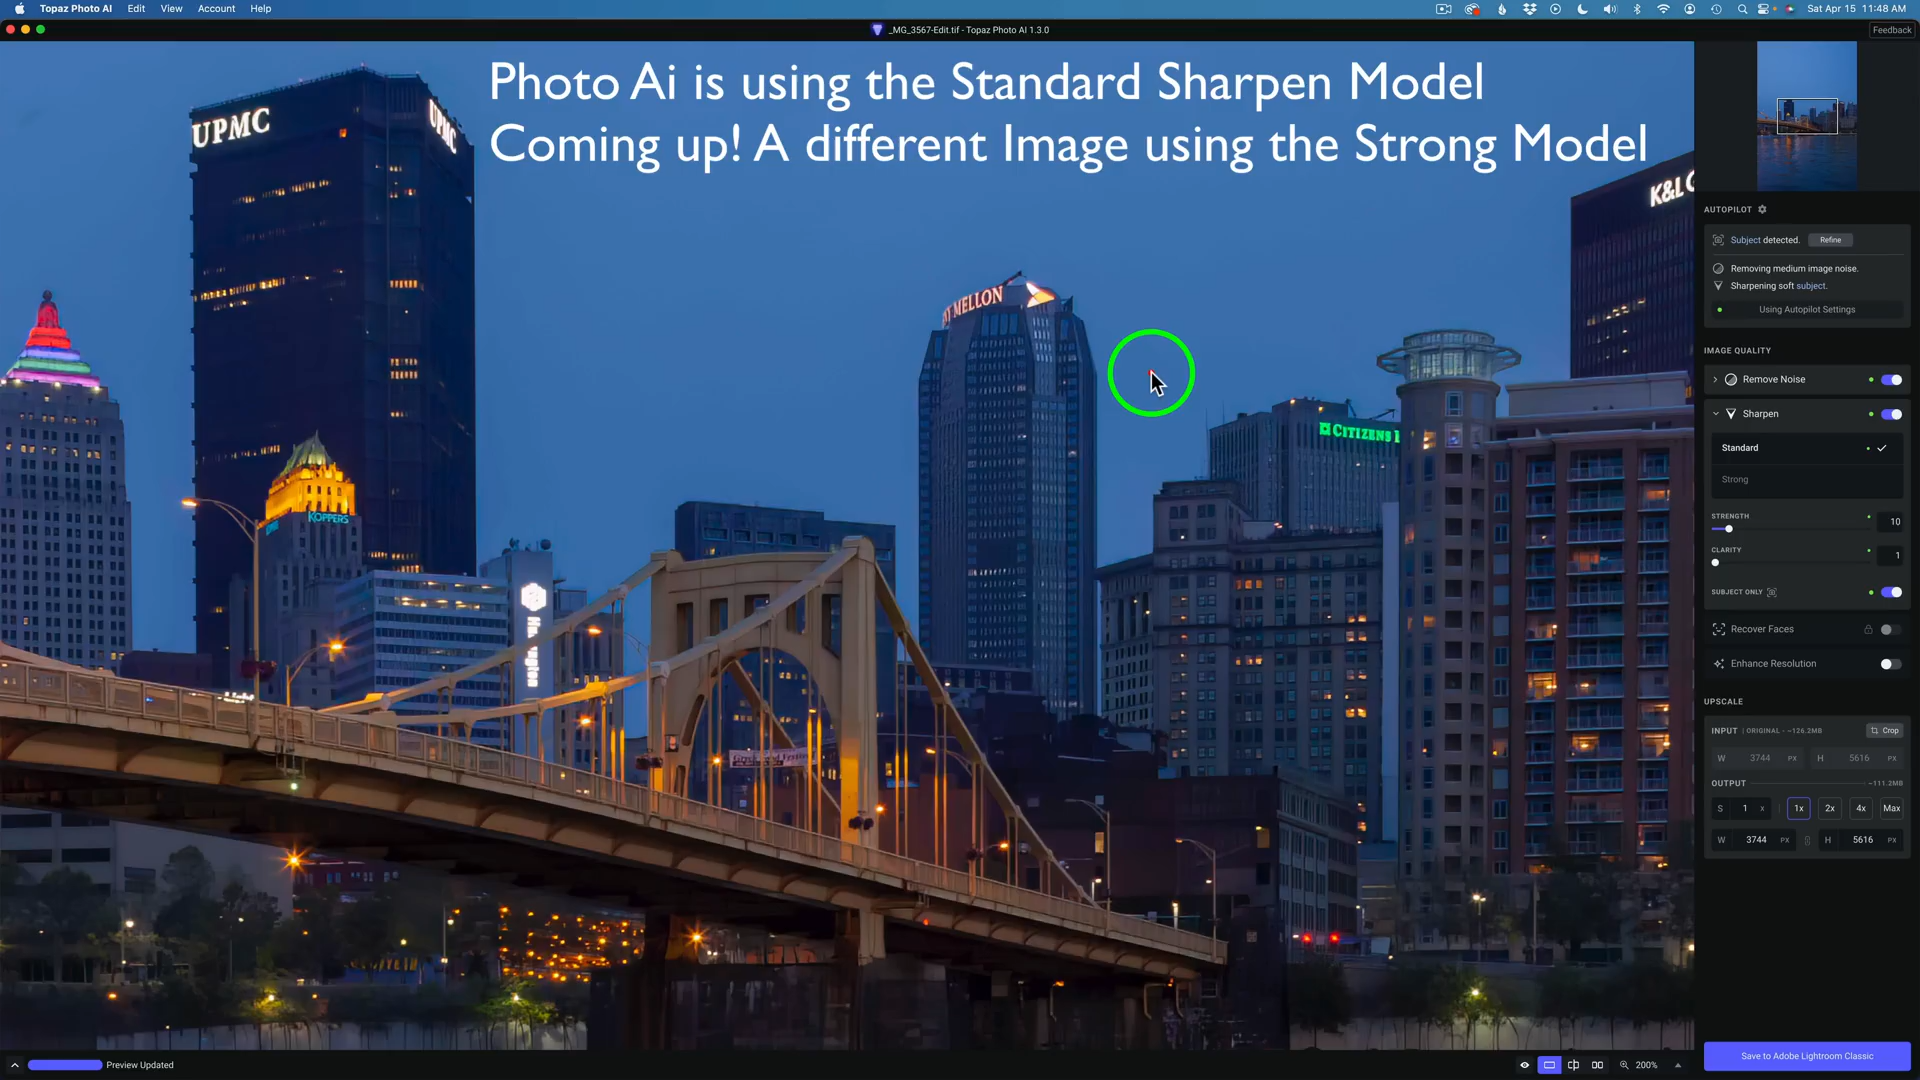 Topaz Photo AI Edit View Account Help
Sat Apr 15 11:48 AM
_MG_3567-Edit.tif - Topaz Photo AI 1.3.0
Feedback
Photo Ai is using the Standard Sharpen Model
Coming up! A different Image using the Strong Model
UPMC
UPMC
MELLON
K&L
CITIZENS
KOPPERS
AUTOPILOT
Subject detected. Refine
Removing medium image noise.
Sharpening soft subject.
Using Autopilot Settings
IMAGE QUALITY
Remove Noise
Sharpen
Standard
Strong
STRENGTH 10
CLARITY 1
SUBJECT ONLY
Recover Faces
Enhance Resolution
UPSCALE
INPUT | ORIGINAL - ~126.2MB Crop
W 3744 PX H 5616 PX
OUTPUT ~111.2MB
S 1 x 1x 2x 4x Max
W 3744 PX H 5616 PX
Preview Updated
200%
Save to Adobe Lightroom Classic